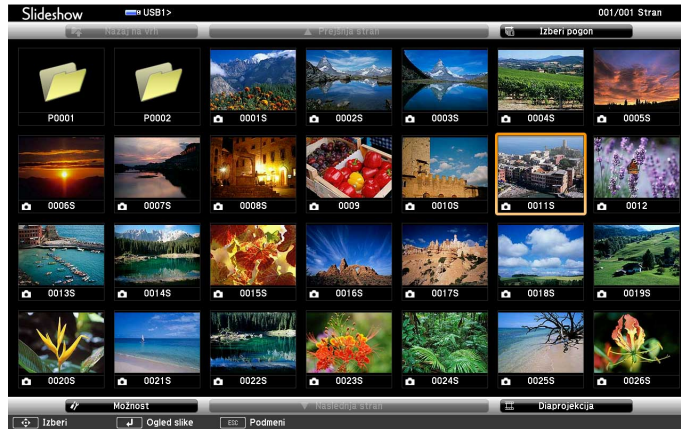 Slideshow USB1> 001/001 Stran
Nazaj na vrh Prejšnja stran Izberi pogon
P0001 P0002 0001S 0002S 0003S 0004S 0005S
0006S 0007S 0008S 0009 0010S 0011S 0012
0013S 0014S 0015S 0016S 0017S 0018S 0019S
0020S 0021S 0022S 0023S 0024S 0025S 0026S
Možnost Naslednja stran Diaprojekcija
Izberi Ogled slike ESC Podmeni